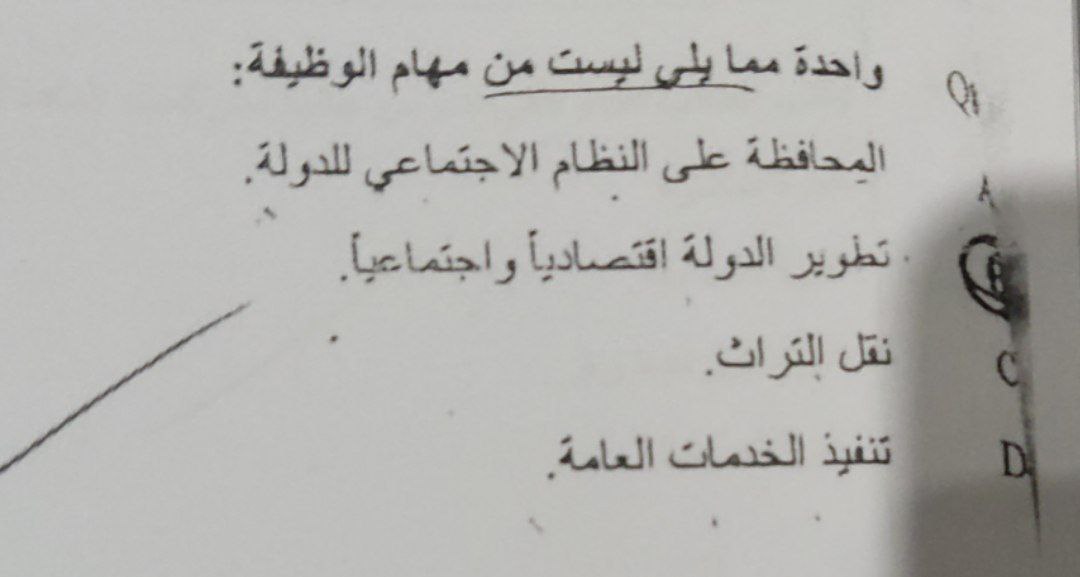 Q1 واحدة مما يلي ليست من مهام الوظيفة:
A المحافظة على النظام الاجتماعي للدولة.
B تطوير الدولة اقتصادياً واجتماعياً.
C نقل التراث.
D تنفيذ الخدمات العامة.